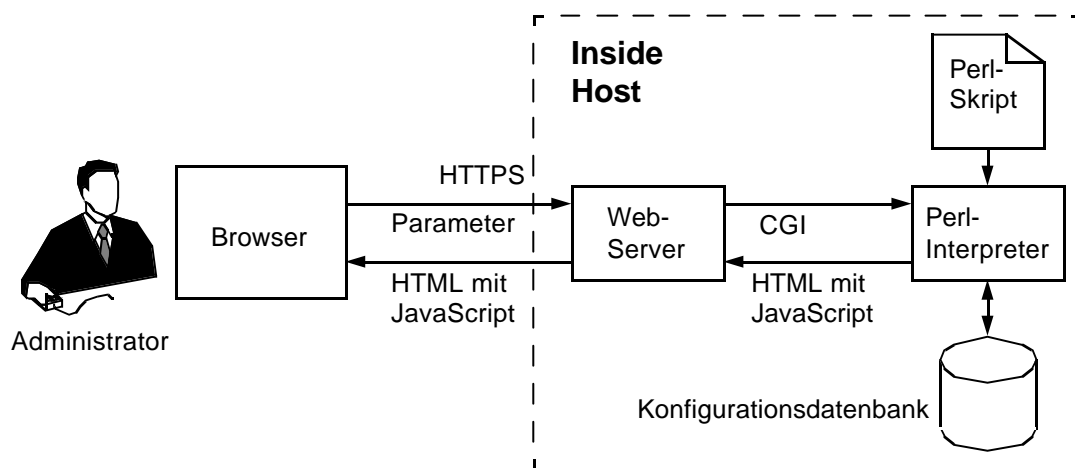 Inside
Host
Perl-
Skript
HTTPS
Parameter
Browser
Web-
Server
CGI
Perl-
Interpreter
HTML mit
JavaScript
HTML mit
JavaScript
Administrator
Konfigurationsdatenbank